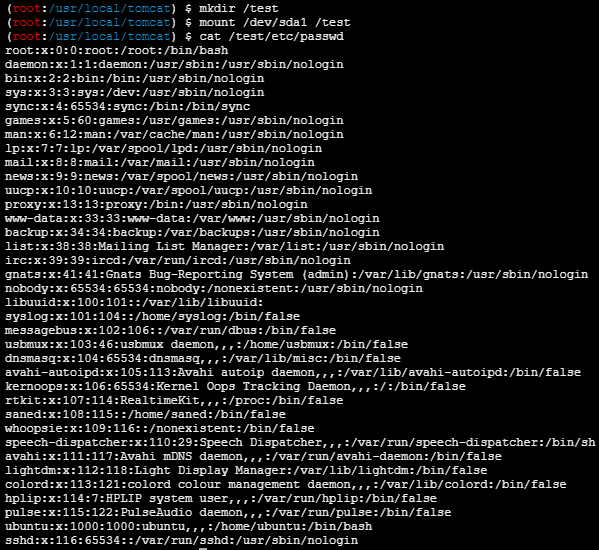 (root:/usr/local/tomcat) $ mkdir /test
(root:/usr/local/tomcat) $ mount /dev/sda1 /test
(root:/usr/local/tomcat) $ cat /test/etc/passwd
root:x:0:0:root:/root:/bin/bash
daemon:x:1:1:daemon:/usr/sbin:/usr/sbin/nologin
bin:x:2:2:bin:/bin:/usr/sbin/nologin
sys:x:3:3:sys:/dev:/usr/sbin/nologin
sync:x:4:65534:sync:/bin:/bin/sync
games:x:5:60:games:/usr/games:/usr/sbin/nologin
man:x:6:12:man:/var/cache/man:/usr/sbin/nologin
lp:x:7:7:lp:/var/spool/lpd:/usr/sbin/nologin
mail:x:8:8:mail:/var/mail:/usr/sbin/nologin
news:x:9:9:news:/var/spool/news:/usr/sbin/nologin
uucp:x:10:10:uucp:/var/spool/uucp:/usr/sbin/nologin
proxy:x:13:13:proxy:/bin:/usr/sbin/nologin
www-data:x:33:33:www-data:/var/www:/usr/sbin/nologin
backup:x:34:34:backup:/var/backups:/usr/sbin/nologin
list:x:38:38:Mailing List Manager:/var/list:/usr/sbin/nologin
irc:x:39:39:ircd:/var/run/ircd:/usr/sbin/nologin
gnats:x:41:41:Gnats Bug-Reporting System (admin):/var/lib/gnats:/usr/sbin/nologin
nobody:x:65534:65534:nobody:/nonexistent:/usr/sbin/nologin
libuuid:x:100:101::/var/lib/libuuid:
syslog:x:101:104::/home/syslog:/bin/false
messagebus:x:102:106::/var/run/dbus:/bin/false
usbmux:x:103:46:usbmux daemon,,,:/home/usbmux:/bin/false
dnsmasq:x:104:65534:dnsmasq,,,:/var/lib/misc:/bin/false
avahi-autoipd:x:105:113:Avahi autoip daemon,,,:/var/lib/avahi-autoipd:/bin/false
kernoops:x:106:65534:Kernel Oops Tracking Daemon,,,:/:/bin/false
rtkit:x:107:114:RealtimeKit,,,:/proc:/bin/false
saned:x:108:115::/home/saned:/bin/false
whoopsie:x:109:116::/nonexistent:/bin/false
speech-dispatcher:x:110:29:Speech Dispatcher,,,:/var/run/speech-dispatcher:/bin/sh
avahi:x:111:117:Avahi mDNS daemon,,,:/var/run/avahi-daemon:/bin/false
lightdm:x:112:118:Light Display Manager:/var/lib/lightdm:/bin/false
colord:x:113:121:colord colour management daemon,,,:/var/lib/colord:/bin/false
hplip:x:114:7:HPLIP system user,,,:/var/run/hplip:/bin/false
pulse:x:115:122:PulseAudio daemon,,,:/var/run/pulse:/bin/false
ubuntu:x:1000:1000:ubuntu,,,:/home/ubuntu:/bin/bash
sshd:x:116:65534::/var/run/sshd:/usr/sbin/nologin